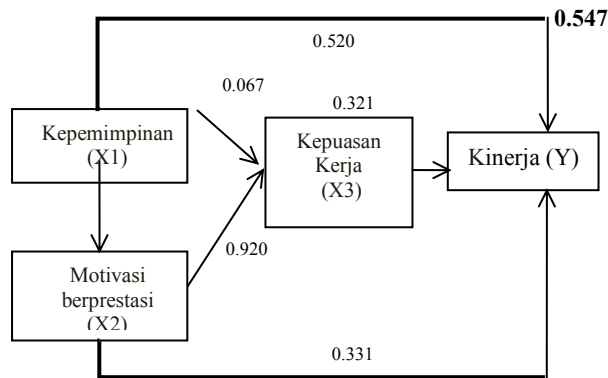 0.547
0.520
0.067
0.321
Kepemimpinan
(X1)
Kepuasan
Kerja
(X3)
Kinerja (Y)
0.920
Motivasi
berprestasi
(X2)
0.331